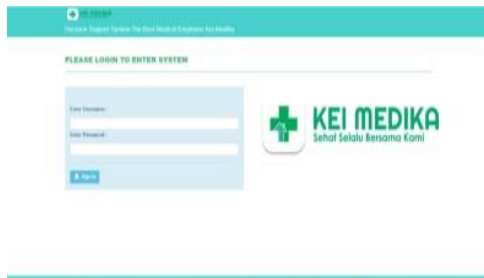 KEI MEDIKA
Decision Support System The Best Medical Employee Kei Medika
PLEASE LOGIN TO ENTER SYSTEM
Enter Username :
Enter Password :
Sign In
KEI MEDIKA
Sehat Selalu Bersama Kami